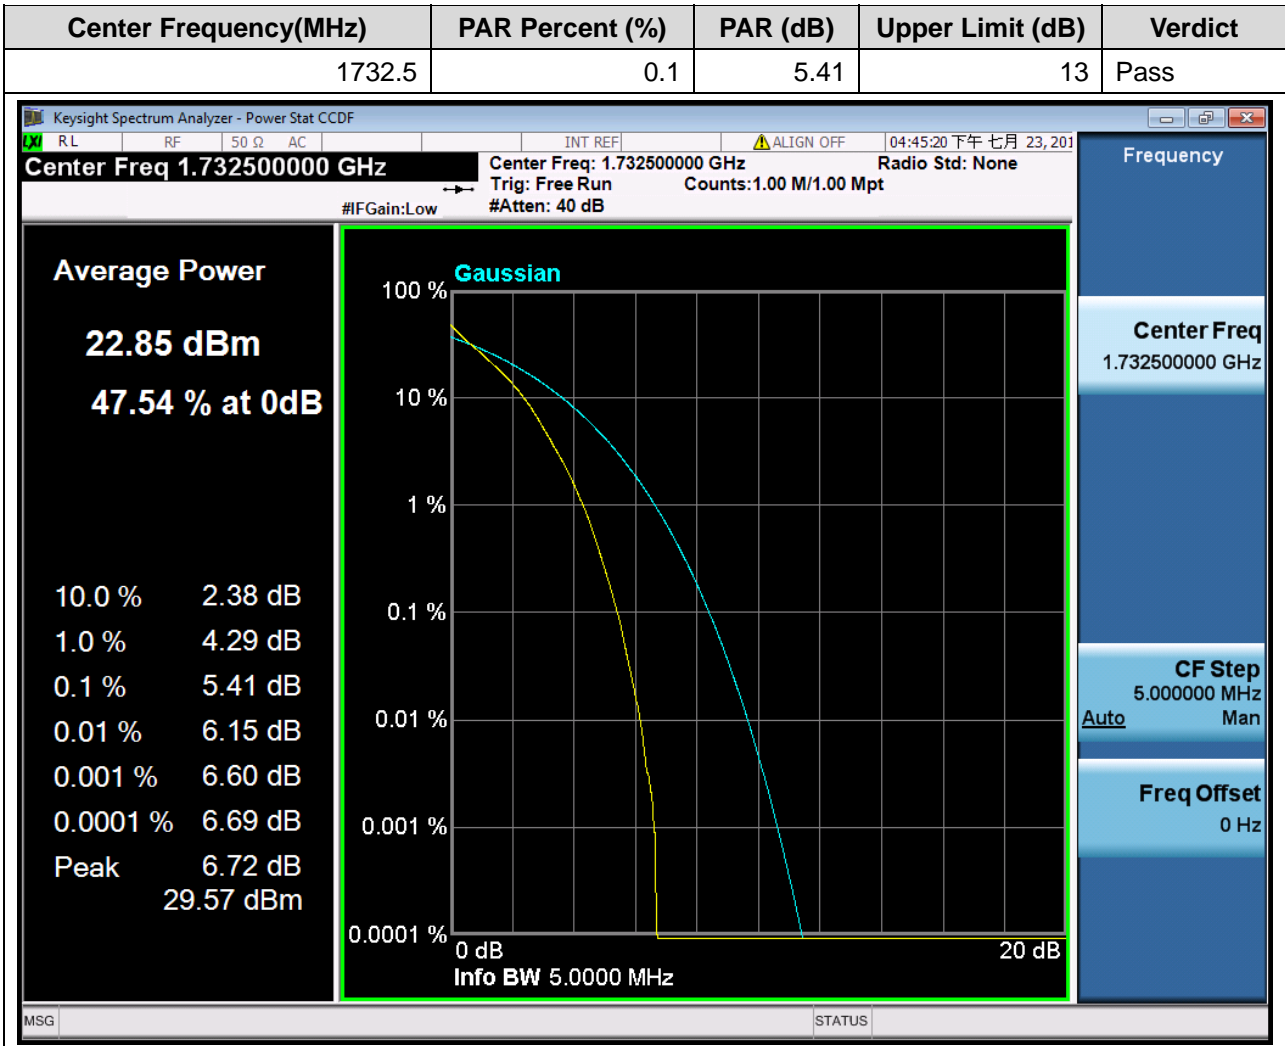 Center Frequency(MHz) PAR Percent (%) PAR (dB) Upper Limit (dB) Verdict
1732.5 0.1 5.41 13 Pass
Keysight Spectrum Analyzer - Power Stat CCDF
LXI RL RF 50 Ω AC INT REF ALIGN OFF 04:45:20 下午 七月 23, 201
Center Freq 1.732500000 GHz
Center Freq: 1.732500000 GHz Radio Std: None
Trig: Free Run Counts:1.00 M/1.00 Mpt
#IFGain:Low #Atten: 40 dB
Average Power
22.85 dBm
47.54 % at 0dB
10.0 % 2.38 dB
1.0 % 4.29 dB
0.1 % 5.41 dB
0.01 % 6.15 dB
0.001 % 6.60 dB
0.0001 % 6.69 dB
Peak 6.72 dB
29.57 dBm
Gaussian
100 %
10 %
1 %
0.1 %
0.01 %
0.001 %
0.0001 %
0 dB 20 dB
Info BW 5.0000 MHz
Frequency
Center Freq
1.732500000 GHz
CF Step
5.000000 MHz
Auto Man
Freq Offset
0 Hz
MSG STATUS